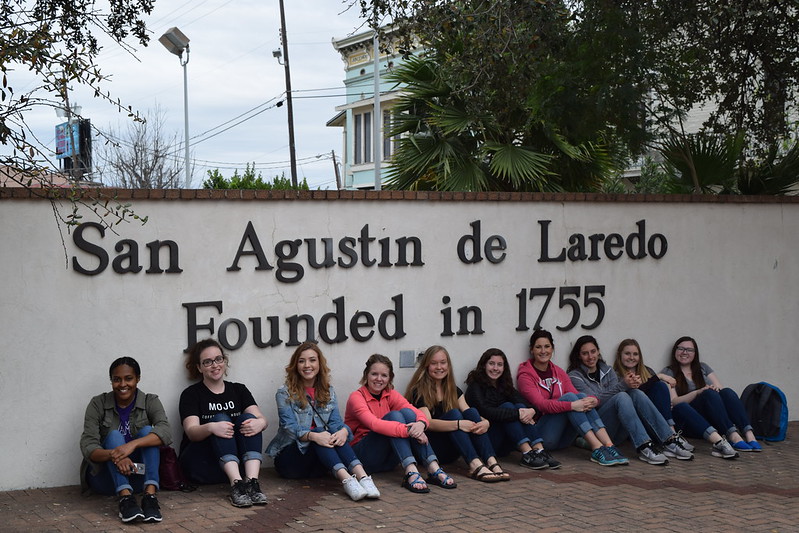 San Agustin de Laredo
Founded in 1755
MOJO